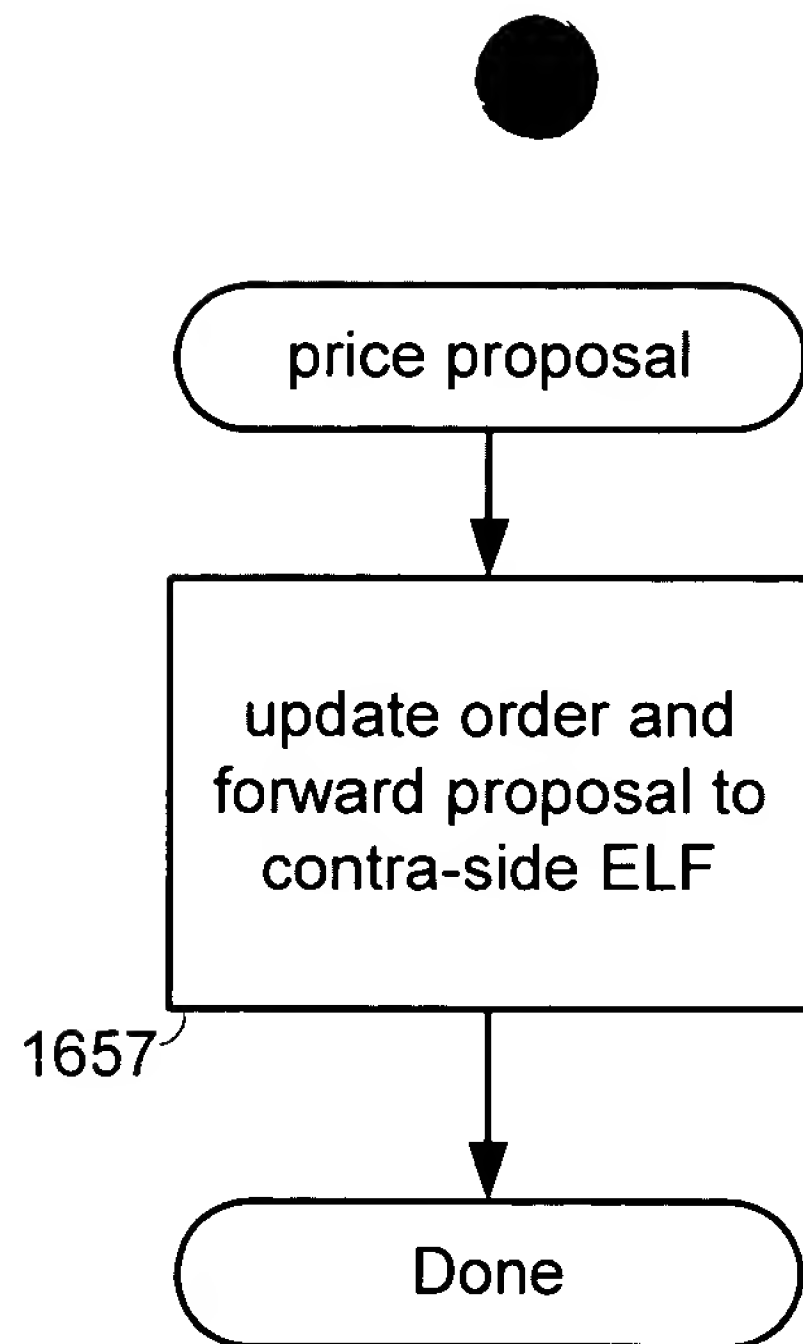 price proposal
update order and
forward proposal to
contra-side ELF
1657
Done